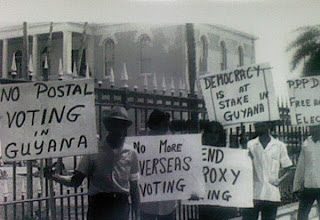 NO POSTAL
VOTING
in
GUYANA
No MORE
OVERSEAS
VOTING
END
PROXY
VOTING
DEMOCRACY
IS AT
STAKE IN
GUYANA
PPP D
FREE
ELEC